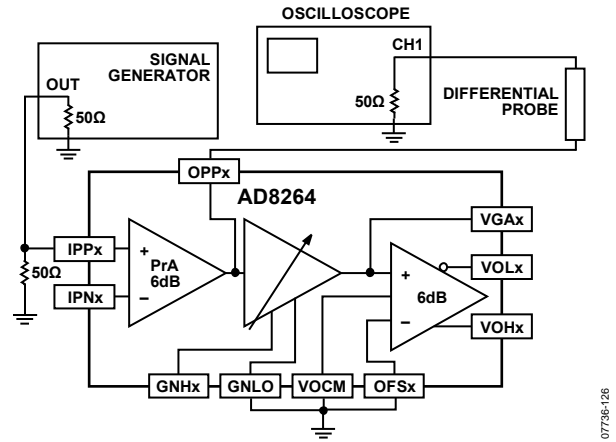 OSCILLOSCOPE
SIGNAL
GENERATOR
OUT
50Ω
CH1
50Ω
DIFFERENTIAL
PROBE
OPPx
AD8264
VGAx
IPPx
+
PrA
6dB
–
50Ω
IPNx
+
6dB
–
VOLx
VOHx
GNHx
GNLO
VOCM
OFSx
07736-126